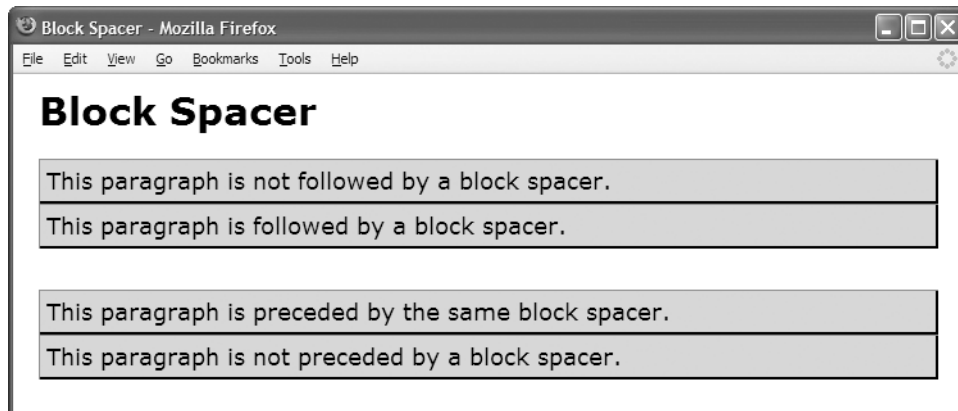 Block Spacer - Mozilla Firefox
File Edit View Go Bookmarks Tools Help
Block Spacer
This paragraph is not followed by a block spacer.
This paragraph is followed by a block spacer.
This paragraph is preceded by the same block spacer.
This paragraph is not preceded by a block spacer.